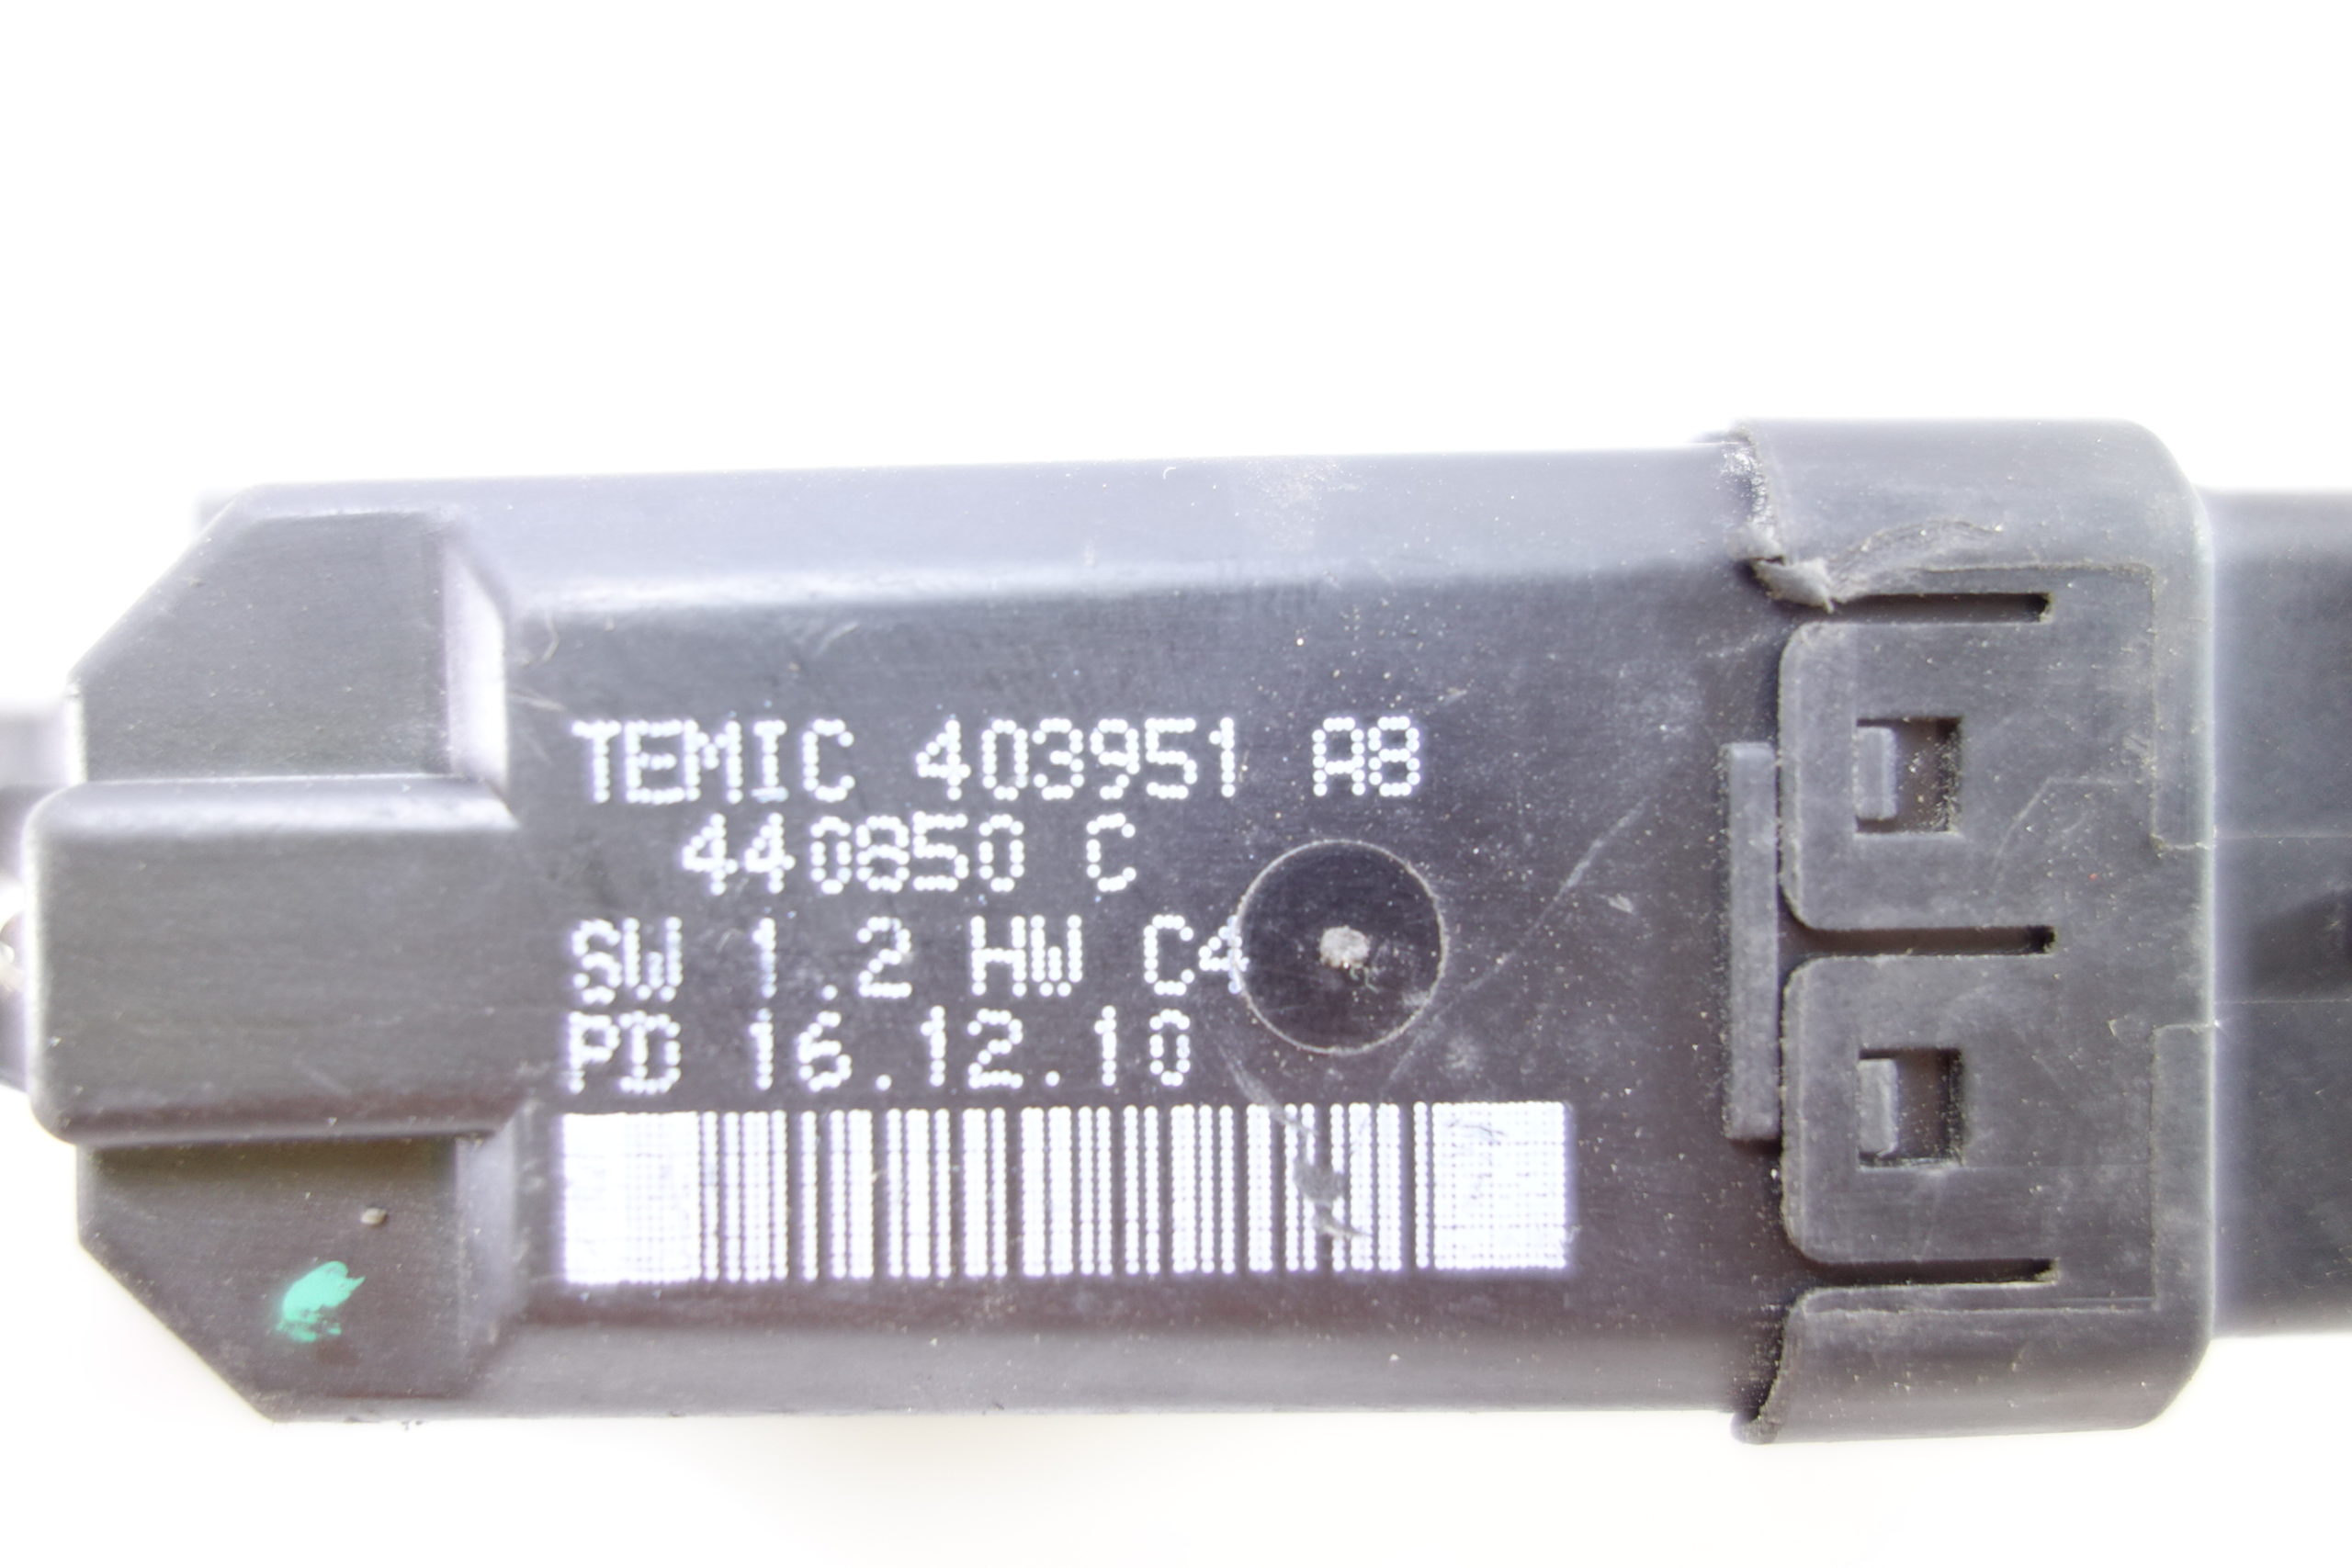 TEMIC 403951 A8
440850 C
SW 1.2 HW C4
PD 16.12.10